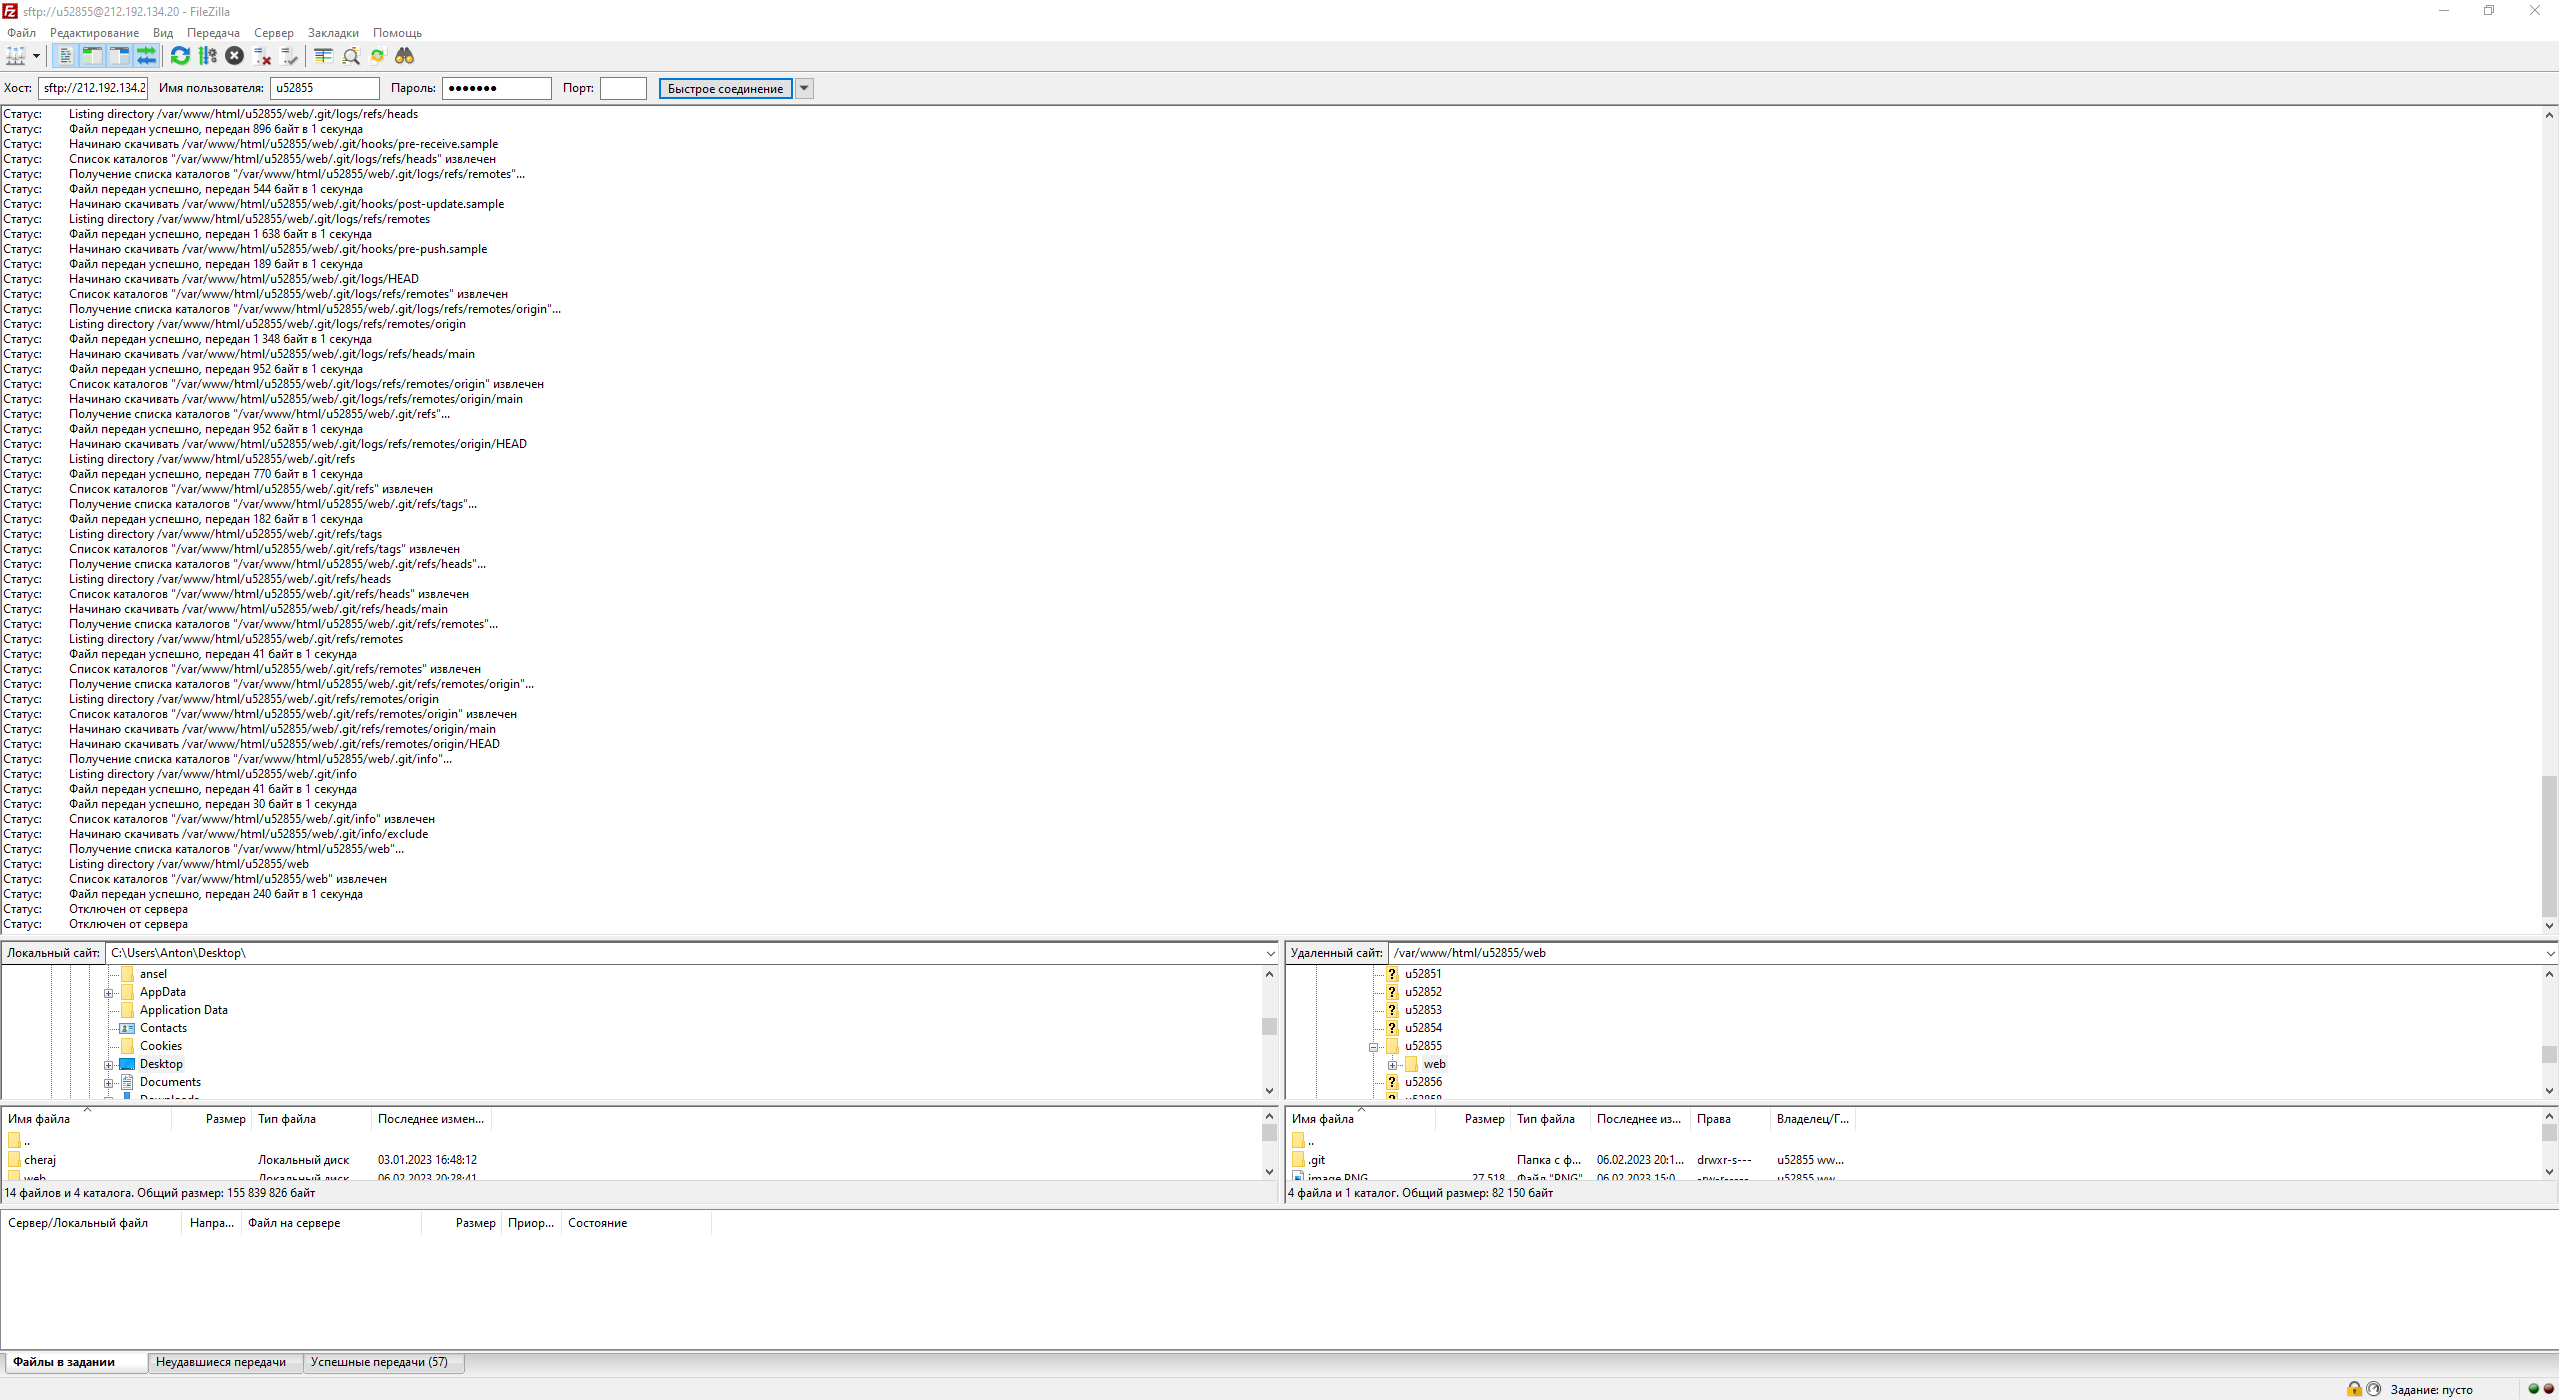 sftp://u52855@212.192.134.20 - FileZilla
Файл Редактирование Вид Передача Сервер Закладки Помощь
Хост: sftp://212.192.134.2 Имя пользователя: u52855 Пароль: ●●●●●●● Порт: Быстрое соединение
Статус: Listing directory /var/www/html/u52855/web/.git/logs/refs/heads
Статус: Файл передан успешно, передан 896 байт в 1 секунда
Статус: Начинаю скачивать /var/www/html/u52855/web/.git/hooks/pre-receive.sample
Статус: Список каталогов "/var/www/html/u52855/web/.git/logs/refs/heads" извлечен
Статус: Получение списка каталогов "/var/www/html/u52855/web/.git/logs/refs/remotes"...
Статус: Файл передан успешно, передан 544 байт в 1 секунда
Статус: Начинаю скачивать /var/www/html/u52855/web/.git/hooks/post-update.sample
Статус: Listing directory /var/www/html/u52855/web/.git/logs/refs/remotes
Статус: Файл передан успешно, передан 1 638 байт в 1 секунда
Статус: Начинаю скачивать /var/www/html/u52855/web/.git/hooks/pre-push.sample
Статус: Файл передан успешно, передан 189 байт в 1 секунда
Статус: Начинаю скачивать /var/www/html/u52855/web/.git/logs/HEAD
Статус: Список каталогов "/var/www/html/u52855/web/.git/logs/refs/remotes" извлечен
Статус: Получение списка каталогов "/var/www/html/u52855/web/.git/logs/refs/remotes/origin"...
Статус: Listing directory /var/www/html/u52855/web/.git/logs/refs/remotes/origin
Статус: Файл передан успешно, передан 1 348 байт в 1 секунда
Статус: Начинаю скачивать /var/www/html/u52855/web/.git/logs/refs/heads/main
Статус: Файл передан успешно, передан 952 байт в 1 секунда
Статус: Список каталогов "/var/www/html/u52855/web/.git/logs/refs/remotes/origin" извлечен
Статус: Начинаю скачивать /var/www/html/u52855/web/.git/logs/refs/remotes/origin/main
Статус: Получение списка каталогов "/var/www/html/u52855/web/.git/refs"...
Статус: Файл передан успешно, передан 952 байт в 1 секунда
Статус: Начинаю скачивать /var/www/html/u52855/web/.git/logs/refs/remotes/origin/HEAD
Статус: Listing directory /var/www/html/u52855/web/.git/refs
Статус: Файл передан успешно, передан 770 байт в 1 секунда
Статус: Список каталогов "/var/www/html/u52855/web/.git/refs" извлечен
Статус: Получение списка каталогов "/var/www/html/u52855/web/.git/refs/tags"...
Статус: Файл передан успешно, передан 182 байт в 1 секунда
Статус: Listing directory /var/www/html/u52855/web/.git/refs/tags
Статус: Список каталогов "/var/www/html/u52855/web/.git/refs/tags" извлечен
Статус: Получение списка каталогов "/var/www/html/u52855/web/.git/refs/heads"...
Статус: Listing directory /var/www/html/u52855/web/.git/refs/heads
Статус: Список каталогов "/var/www/html/u52855/web/.git/refs/heads" извлечен
Статус: Начинаю скачивать /var/www/html/u52855/web/.git/refs/heads/main
Статус: Получение списка каталогов "/var/www/html/u52855/web/.git/refs/remotes"...
Статус: Listing directory /var/www/html/u52855/web/.git/refs/remotes
Статус: Файл передан успешно, передан 41 байт в 1 секунда
Статус: Список каталогов "/var/www/html/u52855/web/.git/refs/remotes" извлечен
Статус: Получение списка каталогов "/var/www/html/u52855/web/.git/refs/remotes/origin"...
Статус: Listing directory /var/www/html/u52855/web/.git/refs/remotes/origin
Статус: Список каталогов "/var/www/html/u52855/web/.git/refs/remotes/origin" извлечен
Статус: Начинаю скачивать /var/www/html/u52855/web/.git/refs/remotes/origin/main
Статус: Начинаю скачивать /var/www/html/u52855/web/.git/refs/remotes/origin/HEAD
Статус: Получение списка каталогов "/var/www/html/u52855/web/.git/info"...
Статус: Listing directory /var/www/html/u52855/web/.git/info
Статус: Файл передан успешно, передан 41 байт в 1 секунда
Статус: Файл передан успешно, передан 30 байт в 1 секунда
Статус: Список каталогов "/var/www/html/u52855/web/.git/info" извлечен
Статус: Начинаю скачивать /var/www/html/u52855/web/.git/info/exclude
Статус: Получение списка каталогов "/var/www/html/u52855/web"...
Статус: Listing directory /var/www/html/u52855/web
Статус: Список каталогов "/var/www/html/u52855/web" извлечен
Статус: Файл передан успешно, передан 240 байт в 1 секунда
Статус: Отключен от сервера
Статус: Отключен от сервера
Локальный сайт: C:\Users\Anton\Desktop\
ansel
AppData
Application Data
Contacts
Cookies
Desktop
Documents
Downloads
Имя файла Размер Тип файла Последнее измен...
..
cheraj Локальный диск 03.01.2023 16:48:12
web Локальный диск 06.02.2023 20:28:41
14 файлов и 4 каталога. Общий размер: 155 839 826 байт
Удаленный сайт: /var/www/html/u52855/web
u52851
u52852
u52853
u52854
u52855
web
u52856
u52858
Имя файла Размер Тип файла Последнее из... Права Владелец/Г...
..
.git Папка с ф... 06.02.2023 20:1... drwxr-s--- u52855 ww...
image.PNG 27 518 Файл "PNG" 06.02.2023 15:0... -rw-r----- u52855 ww...
4 файла и 1 каталог. Общий размер: 82 150 байт
Сервер/Локальный файл Напра... Файл на сервере Размер Приор... Состояние
Файлы в задании Неудавшиеся передачи Успешные передачи (57)
Задание: пусто